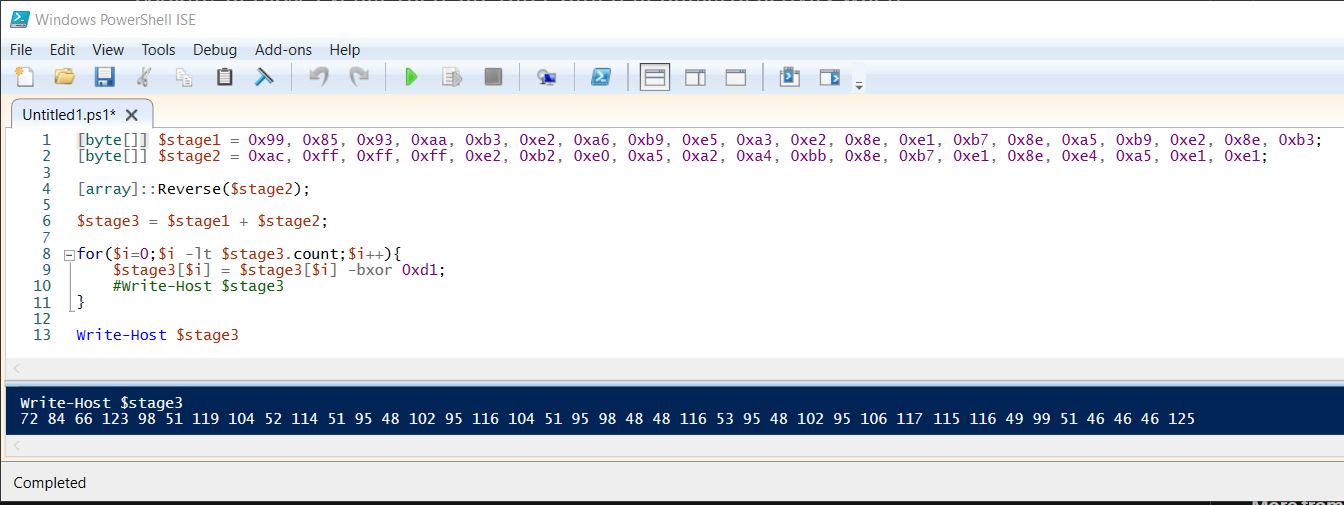 Windows PowerShell ISE
File Edit View Tools Debug Add-ons Help
Untitled1.ps1* X
1 [byte[]] $stage1 = 0x99, 0x85, 0x93, 0xaa, 0xb3, 0xe2, 0xa6, 0xb9, 0xe5, 0xa3, 0xe2, 0x8e, 0xe1, 0xb7, 0x8e, 0xa5, 0xb9, 0xe2, 0x8e, 0xb3;
2 [byte[]] $stage2 = 0xac, 0xff, 0xff, 0xff, 0xe2, 0xb2, 0xe0, 0xa5, 0xa2, 0xa4, 0xbb, 0x8e, 0xb7, 0xe1, 0x8e, 0xe4, 0xa5, 0xe1, 0xe1;
3
4 [array]::Reverse($stage2);
5
6 $stage3 = $stage1 + $stage2;
7
8 for($i=0;$i -lt $stage3.count;$i++){
9 $stage3[$i] = $stage3[$i] -bxor 0xd1;
10 #Write-Host $stage3
11 }
12
13 Write-Host $stage3
Write-Host $stage3
72 84 66 123 98 51 119 104 52 114 51 95 48 102 95 116 104 51 95 98 48 48 116 53 95 48 102 95 106 117 115 116 49 99 51 46 46 46 125
Completed